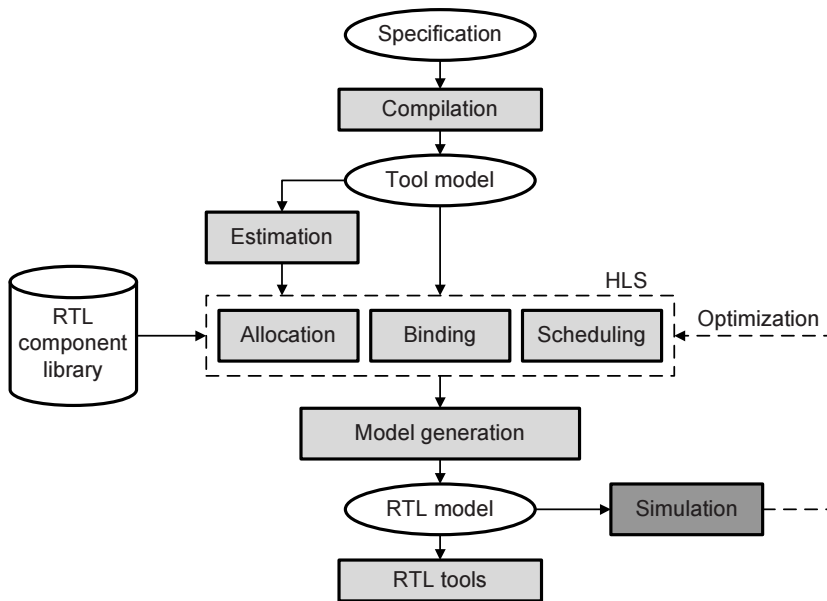 Specification
Compilation
Tool model
Estimation
HLS
RTL
component
library
Allocation
Binding
Scheduling
Optimization
Model generation
RTL model
Simulation
RTL tools